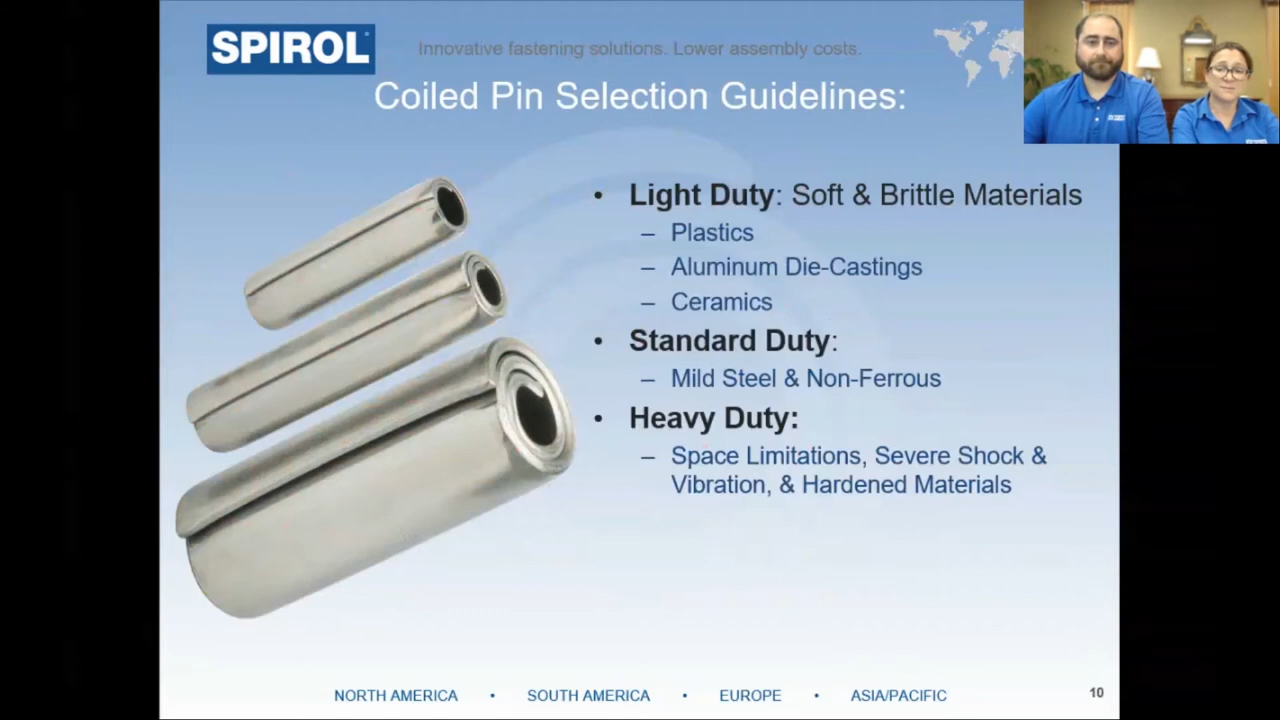 SPIROL
Innovative fastening solutions. Lower assembly costs.
Coiled Pin Selection Guidelines:
• Light Duty: Soft & Brittle Materials
– Plastics
– Aluminum Die-Castings
– Ceramics
• Standard Duty:
– Mild Steel & Non-Ferrous
• Heavy Duty:
– Space Limitations, Severe Shock &
Vibration, & Hardened Materials
NORTH AMERICA • SOUTH AMERICA • EUROPE • ASIA/PACIFIC
10